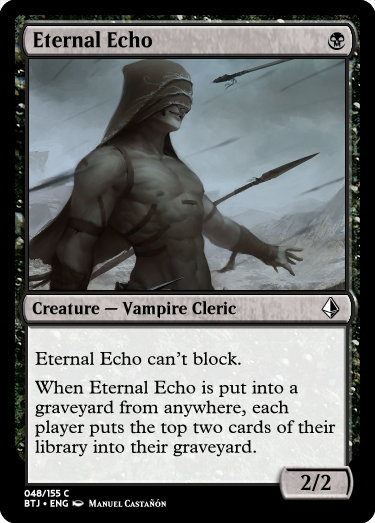 Eternal Echo
Creature — Vampire Cleric
Eternal Echo can't block.
When Eternal Echo is put into a
graveyard from anywhere, each
player puts the top two cards of their
library into their graveyard.
2/2
048/155 C
BTJ • ENG Manuel Castañón